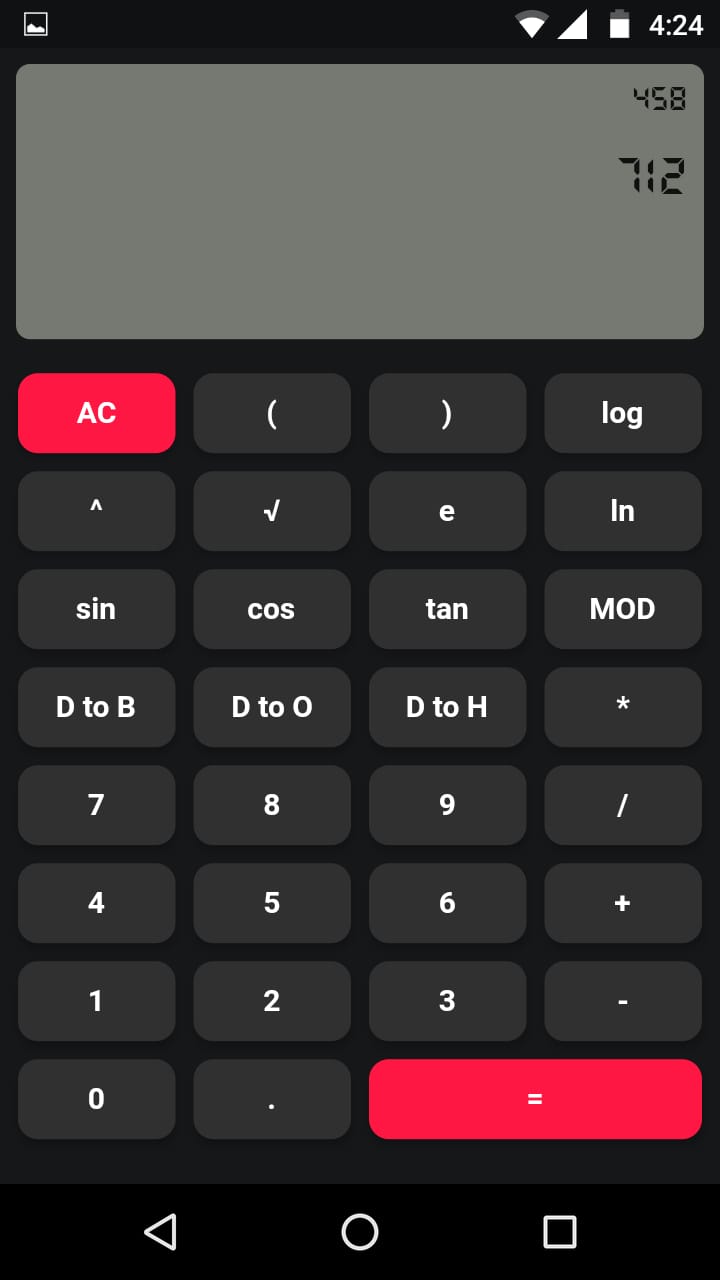 4:24
458
712
AC ( ) log
^ √ e ln
sin cos tan MOD
D to B D to O D to H *
7 8 9 /
4 5 6 +
1 2 3 -
0 . =